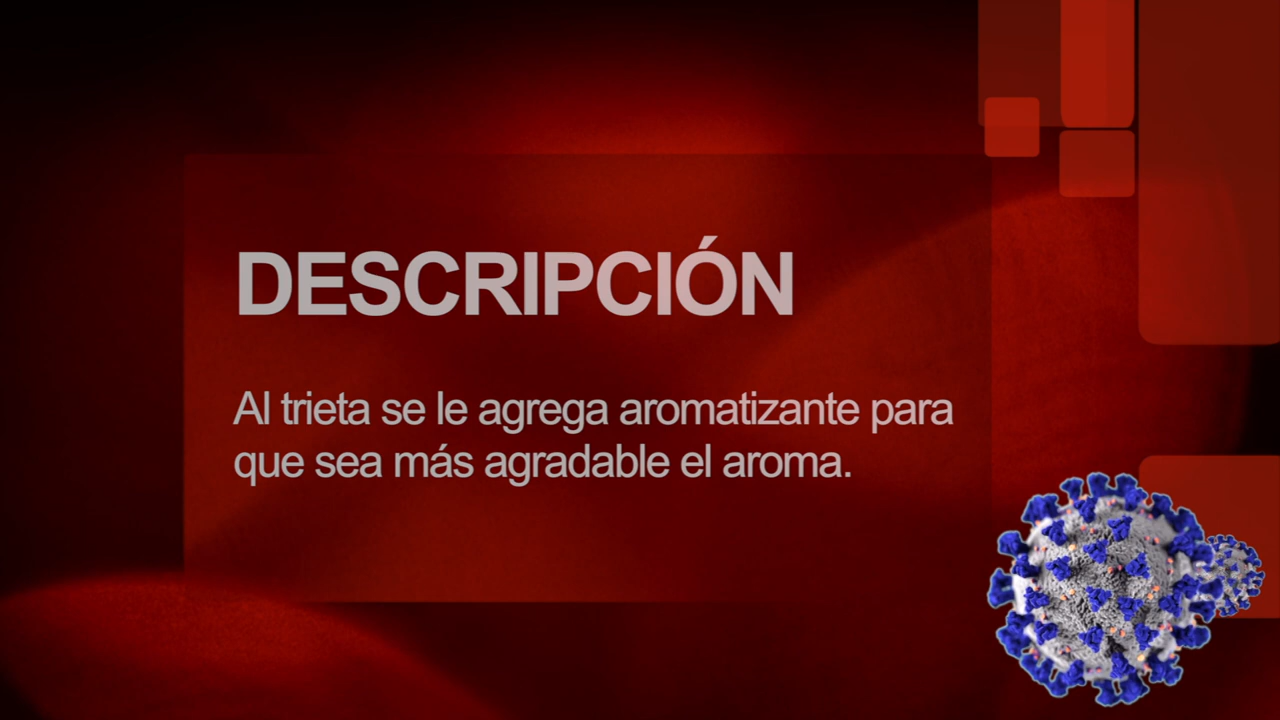 DESCRIPCIÓN
Al trieta se le agrega aromatizante para
que sea más agradable el aroma.